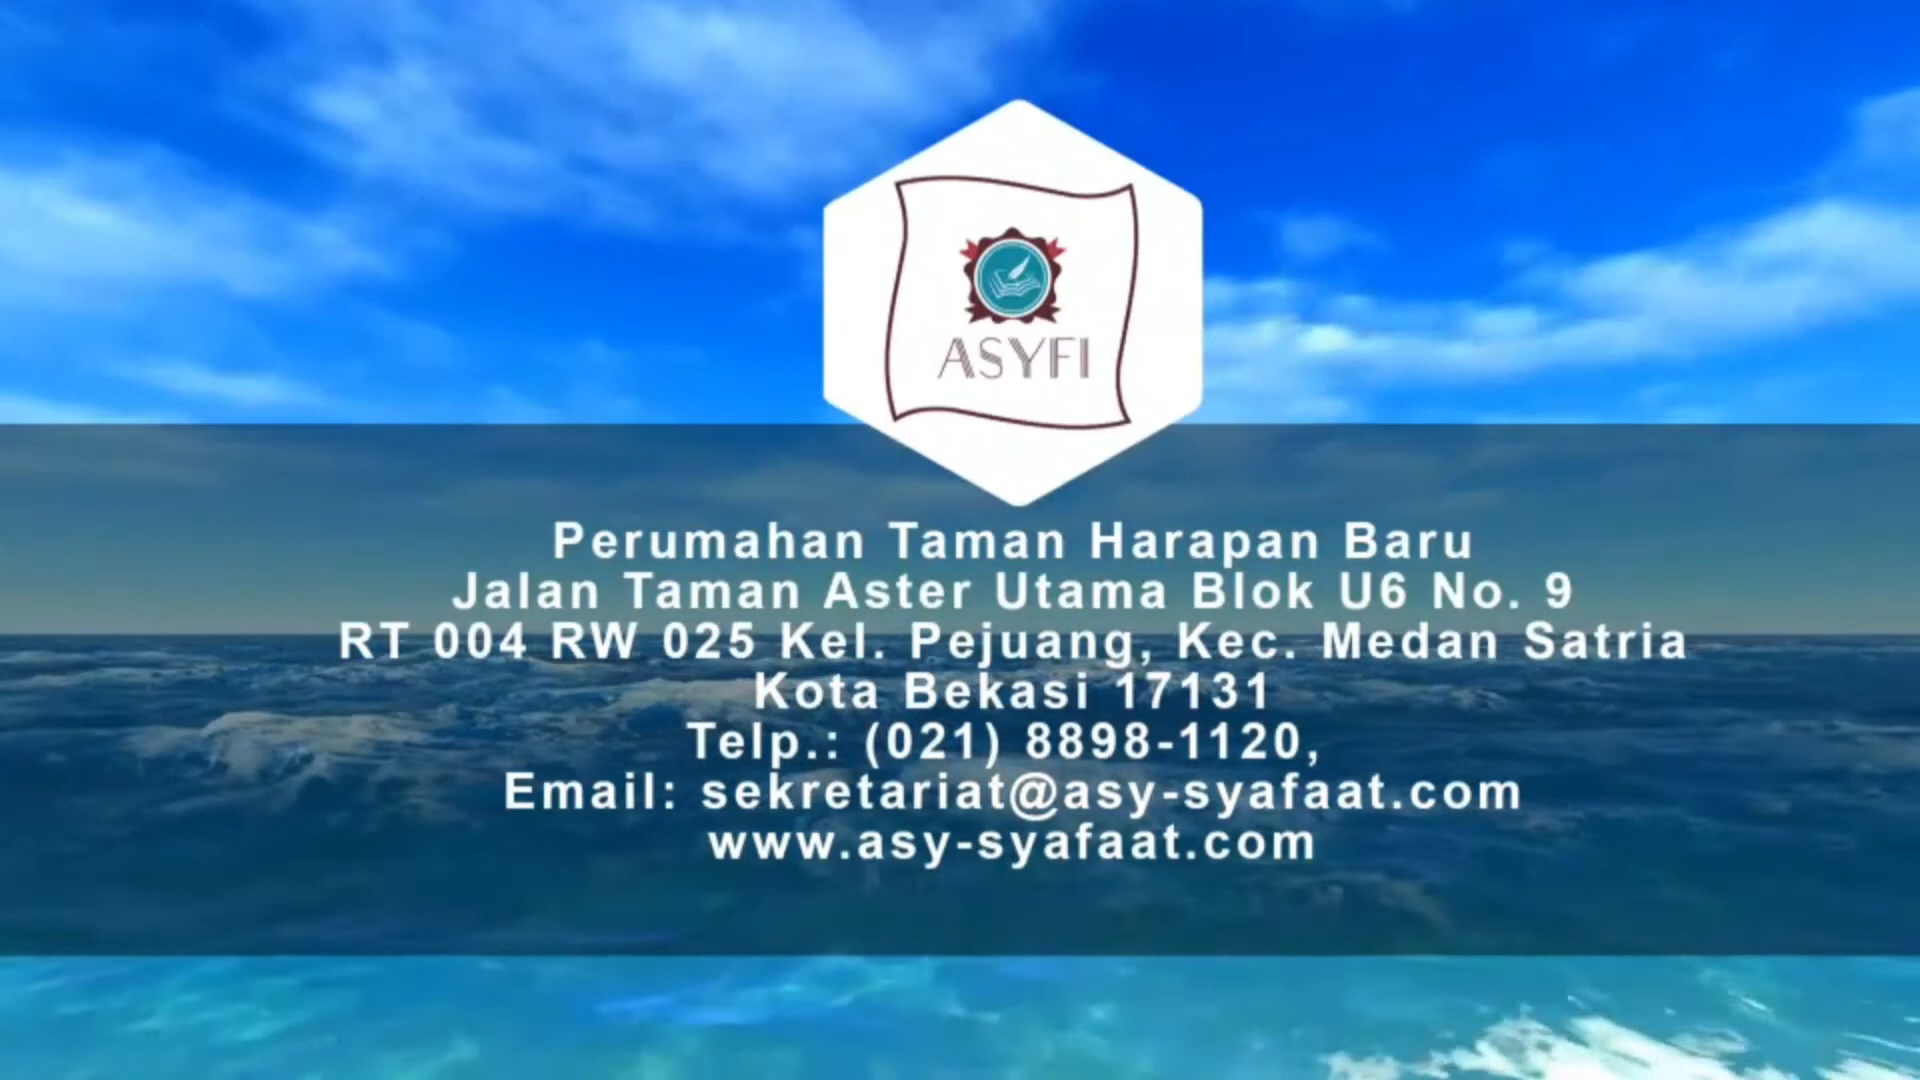 ASYFI
Perumahan Taman Harapan Baru
Jalan Taman Aster Utama Blok U6 No. 9
RT 004 RW 025 Kel. Pejuang, Kec. Medan Satria
Kota Bekasi 17131
Telp.: (021) 8898-1120,
Email: sekretariat@asy-syafaat.com
www.asy-syafaat.com